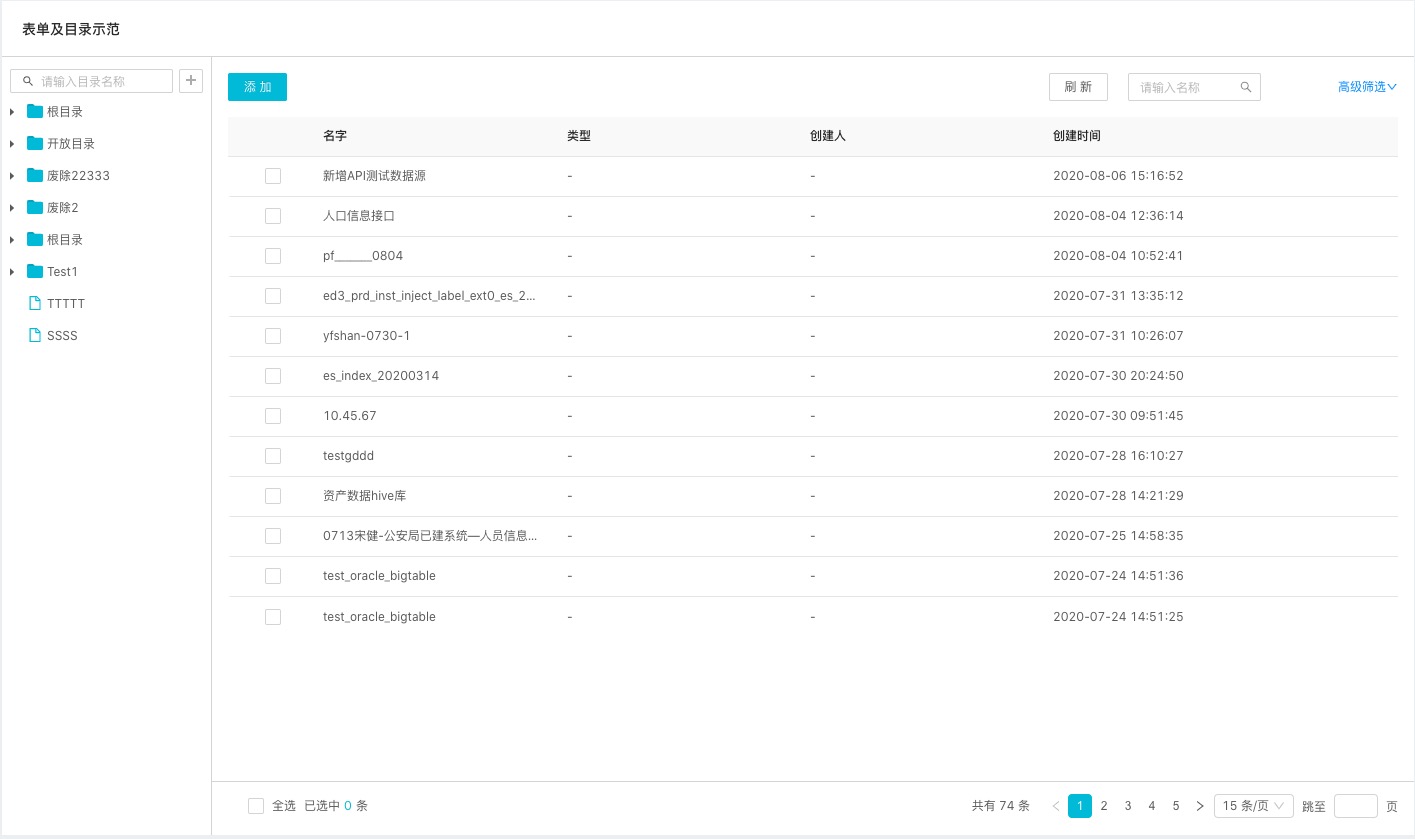 表单及目录示范
请输入目录名称
根目录
开放目录
废除22333
废除2
根目录
Test1
TTTTT
SSSS
添 加 刷 新 请输入名称 高级筛选
名字 类型 创建人 创建时间
新增API测试数据源 - - 2020-08-06 15:16:52
人口信息接口 - - 2020-08-04 12:36:14
pf______0804 - - 2020-08-04 10:52:41
ed3_prd_inst_inject_label_ext0_es_2... - - 2020-07-31 13:35:12
yfshan-0730-1 - - 2020-07-31 10:26:07
es_index_20200314 - - 2020-07-30 20:24:50
10.45.67 - - 2020-07-30 09:51:45
testgddd - - 2020-07-28 16:10:27
资产数据hive库 - - 2020-07-28 14:21:29
0713宋健-公安局已建系统—人员信息... - - 2020-07-25 14:58:35
test_oracle_bigtable - - 2020-07-24 14:51:36
test_oracle_bigtable - - 2020-07-24 14:51:25
全选 已选中 0 条 共有 74 条 1 2 3 4 5 15 条/页 跳至 页